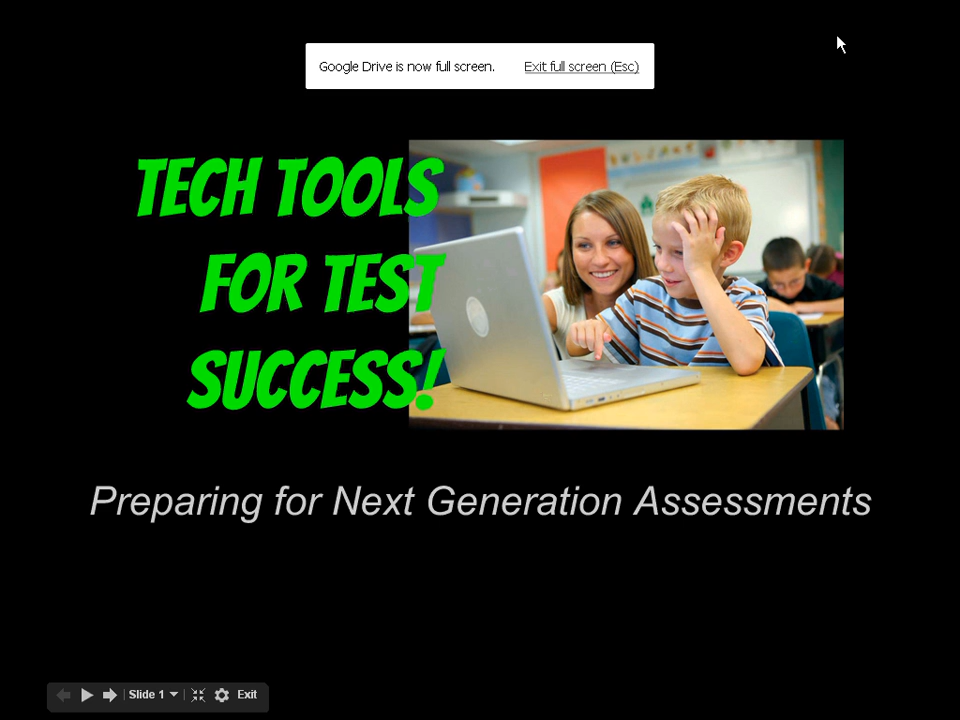 Google Drive is now full screen. Exit full screen (Esc)
TECH TOOLS
FOR TEST
SUCCESS!
Preparing for Next Generation Assessments
Slide 1 Exit